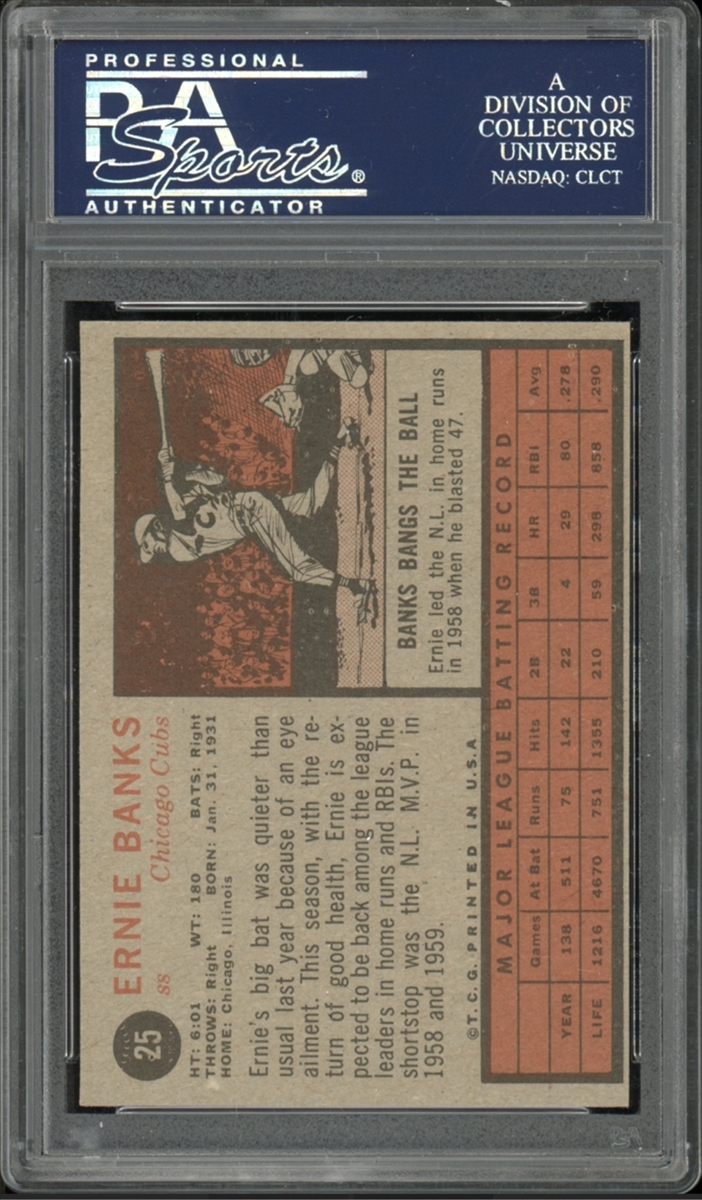 PROFESSIONAL
PSA
Sports®
AUTHENTICATOR
A
DIVISION OF
COLLECTORS
UNIVERSE
NASDAQ: CLCT
25
ERNIE BANKS
ss Chicago Cubs
HT: 6:01 WT: 180 BATS: Right
THROWS: Right BORN: Jan. 31, 1931
HOME: Chicago, Illinois
Ernie's big bat was quieter than
usual last year because of an eye
ailment. This season, with the re-
turn of good health, Ernie is ex-
pected to be back among the league
leaders in home runs and RBIs. The
shortstop was the N.L. M.V.P. in
1958 and 1959.
©T.C.G. PRINTED IN U.S.A.
C
BANKS BANGS THE BALL
Ernie led the N.L. in home runs
in 1958 when he blasted 47.
MAJOR LEAGUE BATTING RECORD
Games At Bat Runs Hits 2B 3B HR RBI Avg
YEAR 138 511 75 142 22 4 29 80 .278
LIFE 1216 4670 751 1355 210 59 298 858 .290